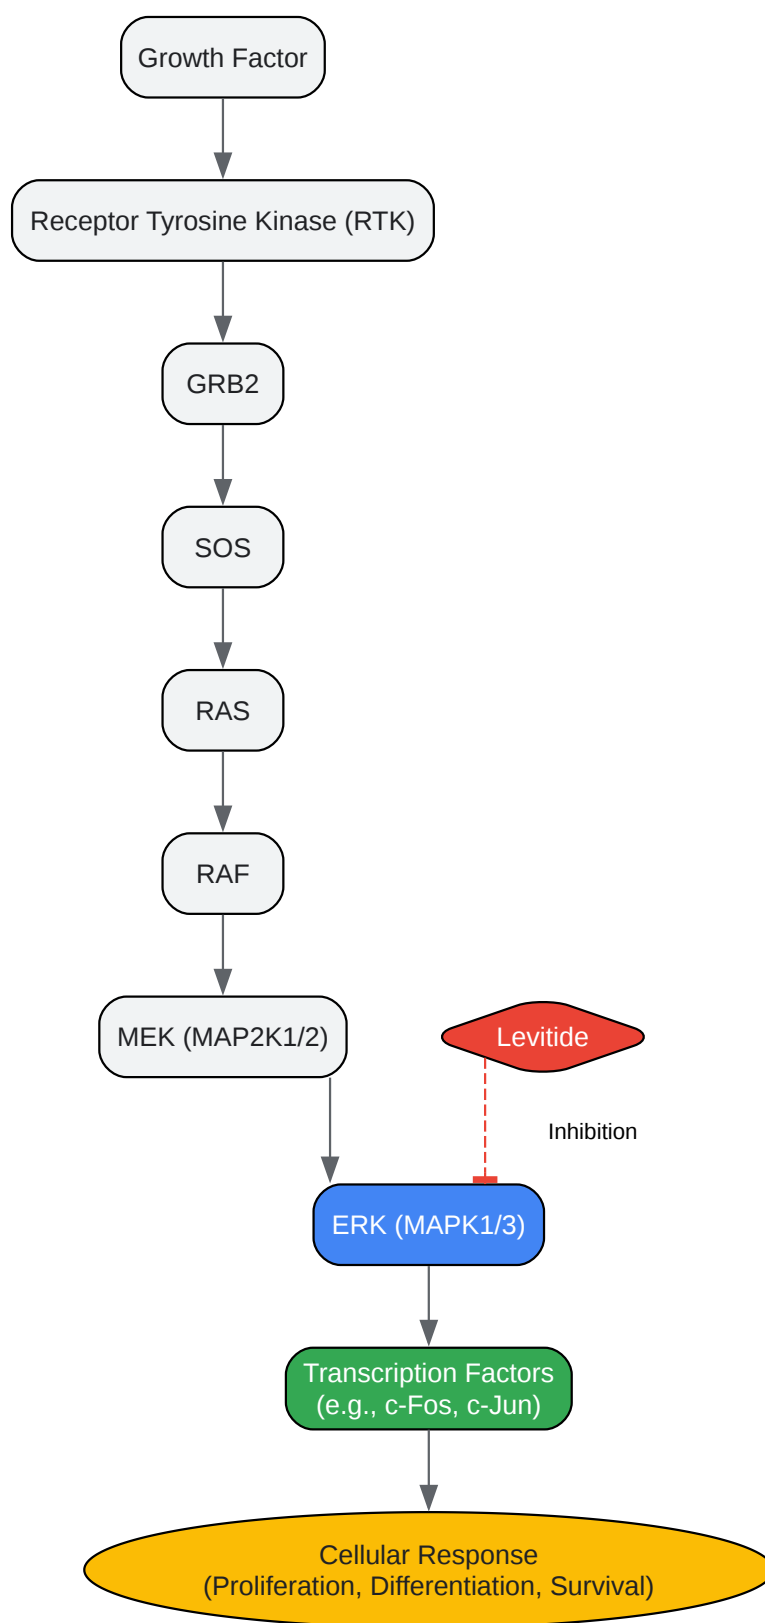 Growth Factor
Receptor Tyrosine Kinase (RTK)
GRB2
SOS
RAS
RAF
MEK (MAP2K1/2)
Levitide
Inhibition
ERK (MAPK1/3)
Transcription Factors
(e.g., c-Fos, c-Jun)
Cellular Response
(Proliferation, Differentiation, Survival)